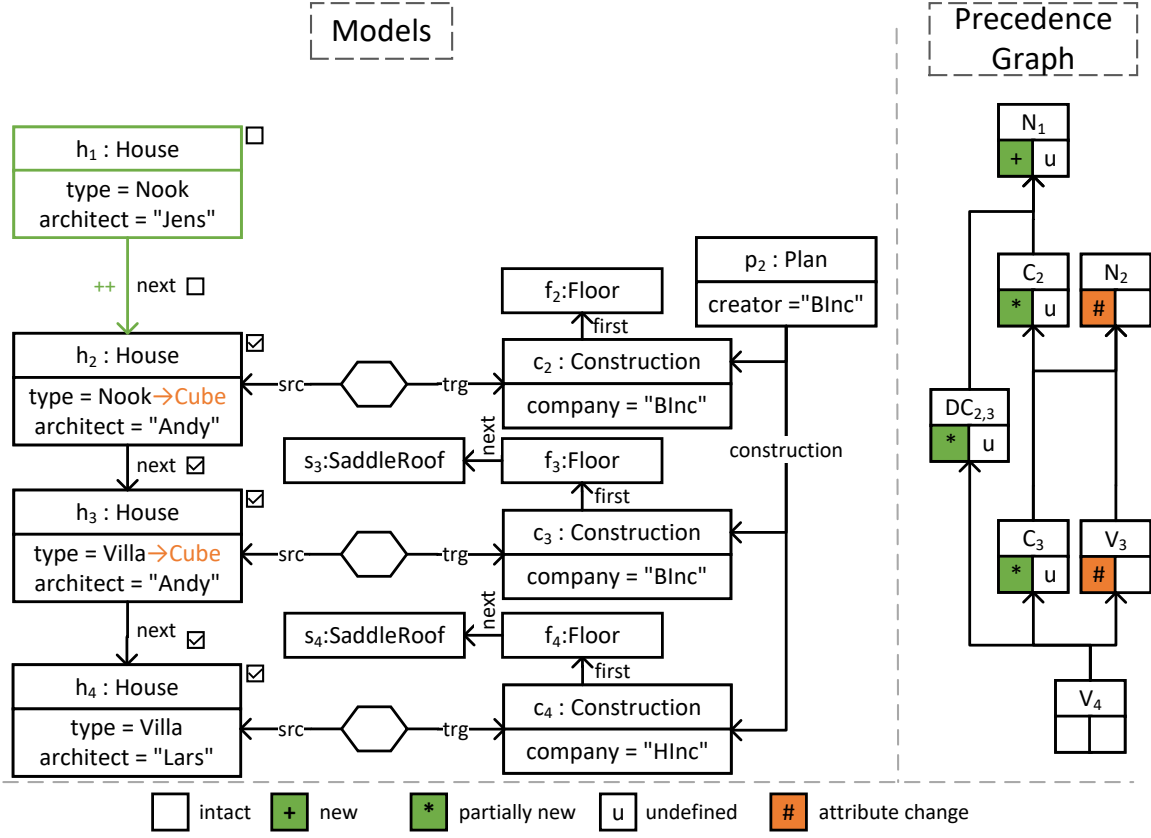 Models
Precedence
Graph
h1 : House
type = Nook
architect = "Jens"
++ next
h2 : House
type = Nook→Cube
architect = "Andy"
next
h3 : House
type = Villa→Cube
architect = "Andy"
next
h4 : House
type = Villa
architect = "Lars"
src
trg
src
trg
src
trg
f2:Floor
first
c2 : Construction
company = "BInc"
s3:SaddleRoof
next
f3:Floor
first
c3 : Construction
company = "BInc"
s4:SaddleRoof
next
f4:Floor
first
c4 : Construction
company = "HInc"
p2 : Plan
creator ="BInc"
construction
N1
+ u
C2
* u
N2
#
DC2,3
* u
C3
* u
V3
#
V4
intact
+ new
* partially new
u undefined
# attribute change